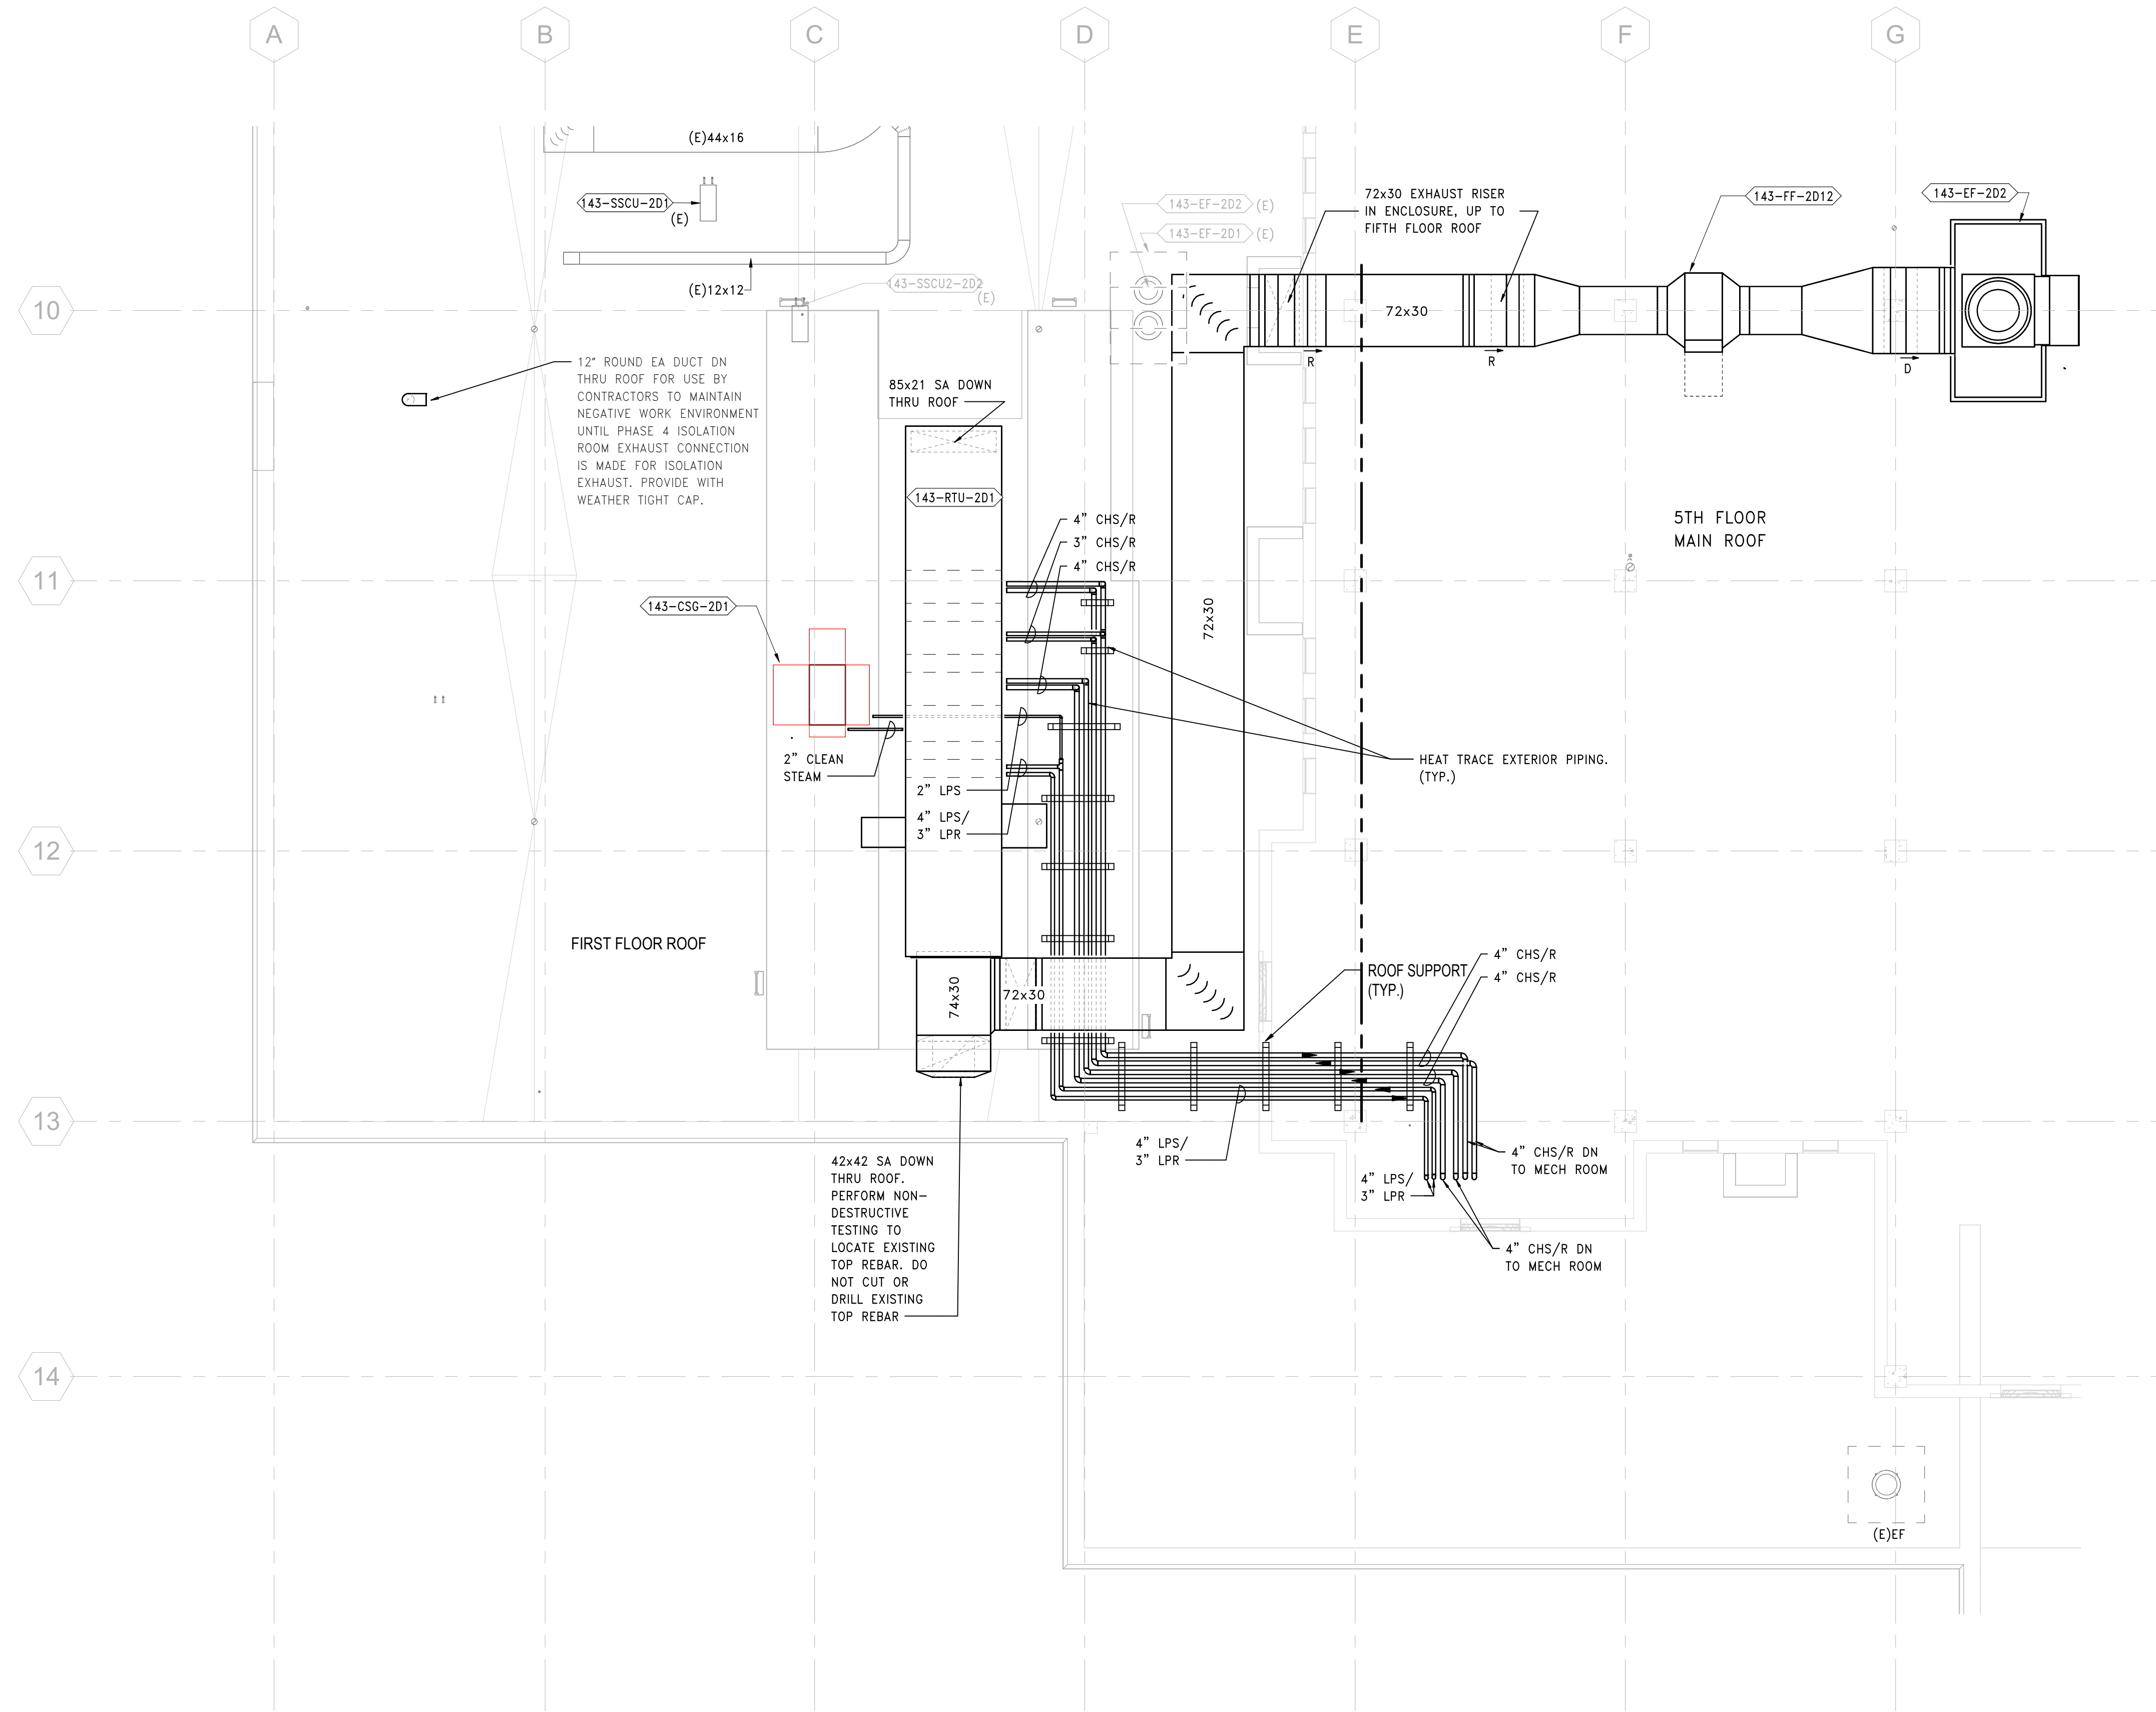 A
B
C
D
E
F
G
10
11
12
13
14
(E)44x16
143-SSCU-2D1
(E)
(E)12x12
143-SSCU2-2D2
(E)
143-EF-2D2
(E)
143-EF-2D1
(E)
72x30 EXHAUST RISER
IN ENCLOSURE, UP TO
FIFTH FLOOR ROOF
143-FF-2D12
143-EF-2D2
72x30
R
R
D
12" ROUND EA DUCT DN
THRU ROOF FOR USE BY
CONTRACTORS TO MAINTAIN
NEGATIVE WORK ENVIRONMENT
UNTIL PHASE 4 ISOLATION
ROOM EXHAUST CONNECTION
IS MADE FOR ISOLATION
EXHAUST. PROVIDE WITH
WEATHER TIGHT CAP.
85x21 SA DOWN
THRU ROOF
143-RTU-2D1
4" CHS/R
3" CHS/R
4" CHS/R
5TH FLOOR
MAIN ROOF
143-CSG-2D1
72x30
2" CLEAN
STEAM
2" LPS
4" LPS/
3" LPR
HEAT TRACE EXTERIOR PIPING.
(TYP.)
FIRST FLOOR ROOF
74x30
72x30
ROOF SUPPORT
(TYP.)
4" CHS/R
4" CHS/R
4" LPS/
3" LPR
4" LPS/
3" LPR
4" CHS/R DN
TO MECH ROOM
4" CHS/R DN
TO MECH ROOM
42x42 SA DOWN
THRU ROOF.
PERFORM NON-
DESTRUCTIVE
TESTING TO
LOCATE EXISTING
TOP REBAR. DO
NOT CUT OR
DRILL EXISTING
TOP REBAR
(E)EF